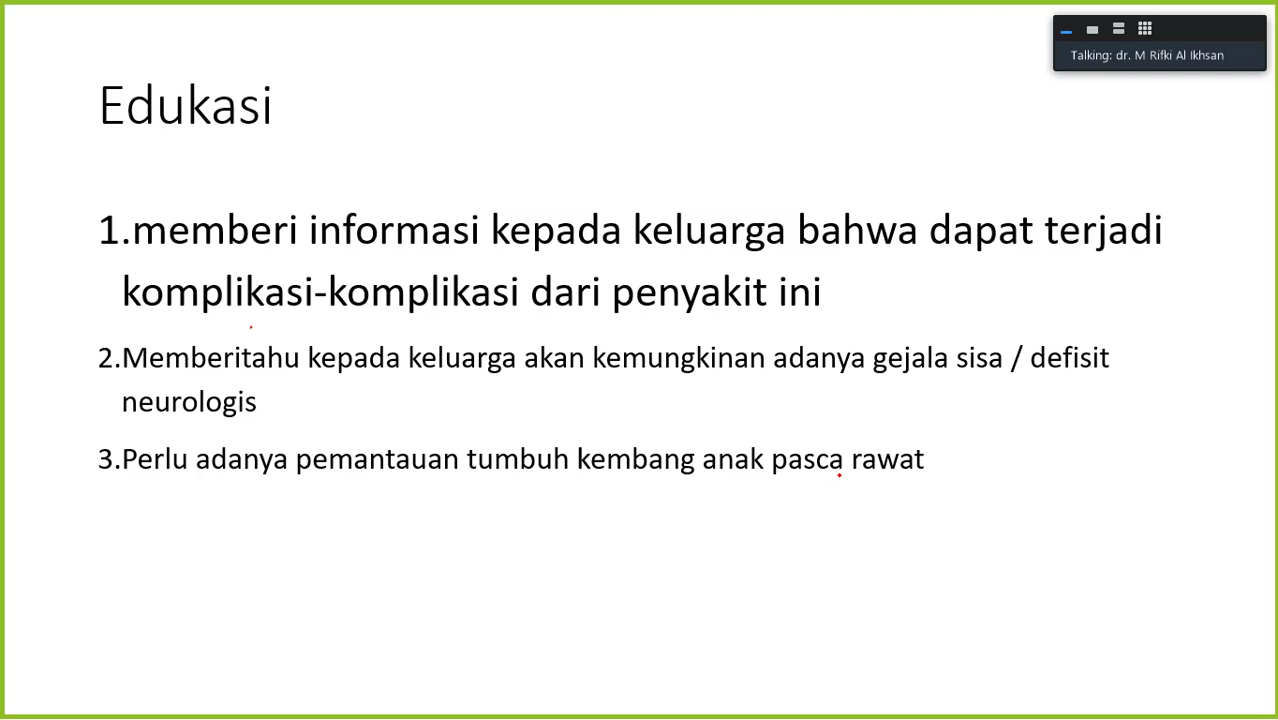 Talking: dr. M Rifki Al Ikhsan
Edukasi
1.memberi informasi kepada keluarga bahwa dapat terjadi
komplikasi-komplikasi dari penyakit ini
2.Memberitahu kepada keluarga akan kemungkinan adanya gejala sisa / defisit
neurologis
3.Perlu adanya pemantauan tumbuh kembang anak pasca rawat